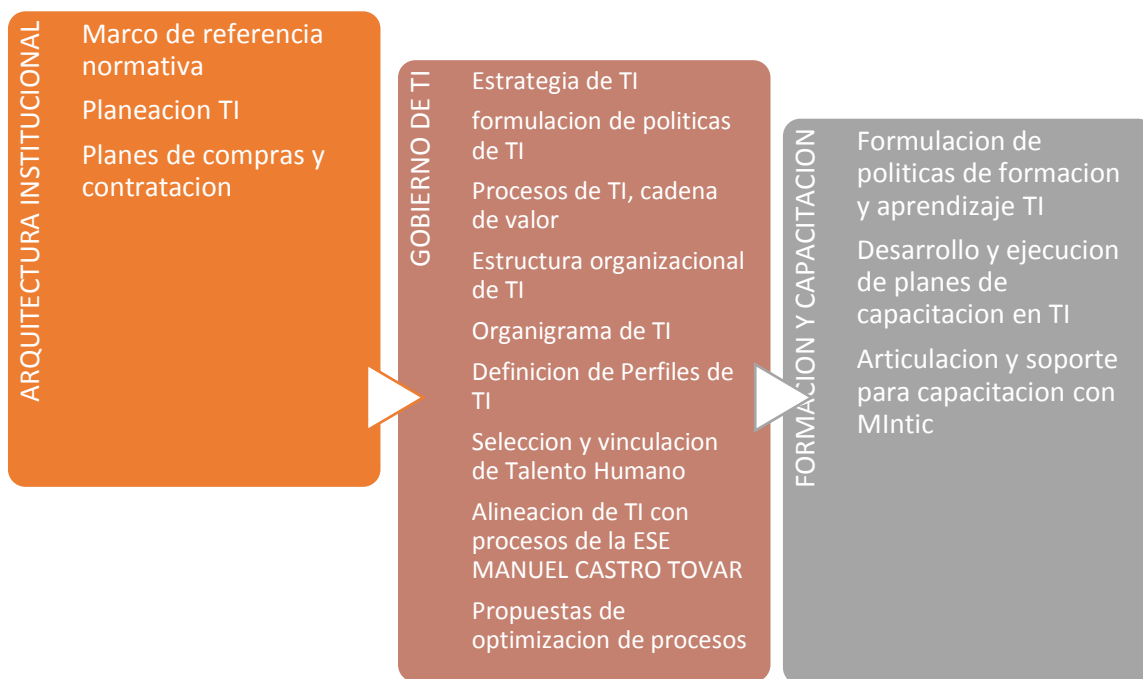 ARQUITECTURA INSTITUCIONAL
Marco de referencia
normativa
Planeacion TI
Planes de compras y
contratacion
GOBIERNO DE TI
Estrategia de TI
formulacion de politicas
de TI
Procesos de TI, cadena
de valor
Estructura organizacional
de TI
Organigrama de TI
Definicion de Perfiles de
TI
Seleccion y vinculacion
de Talento Humano
Alineacion de TI con
procesos de la ESE
MANUEL CASTRO TOVAR
Propuestas de
optimizacion de procesos
FORMACION Y CAPACITACION
Formulacion de
politicas de formacion
y aprendizaje TI
Desarrollo y ejecucion
de planes de
capacitacion en TI
Articulacion y soporte
para capacitacion con
MIntic